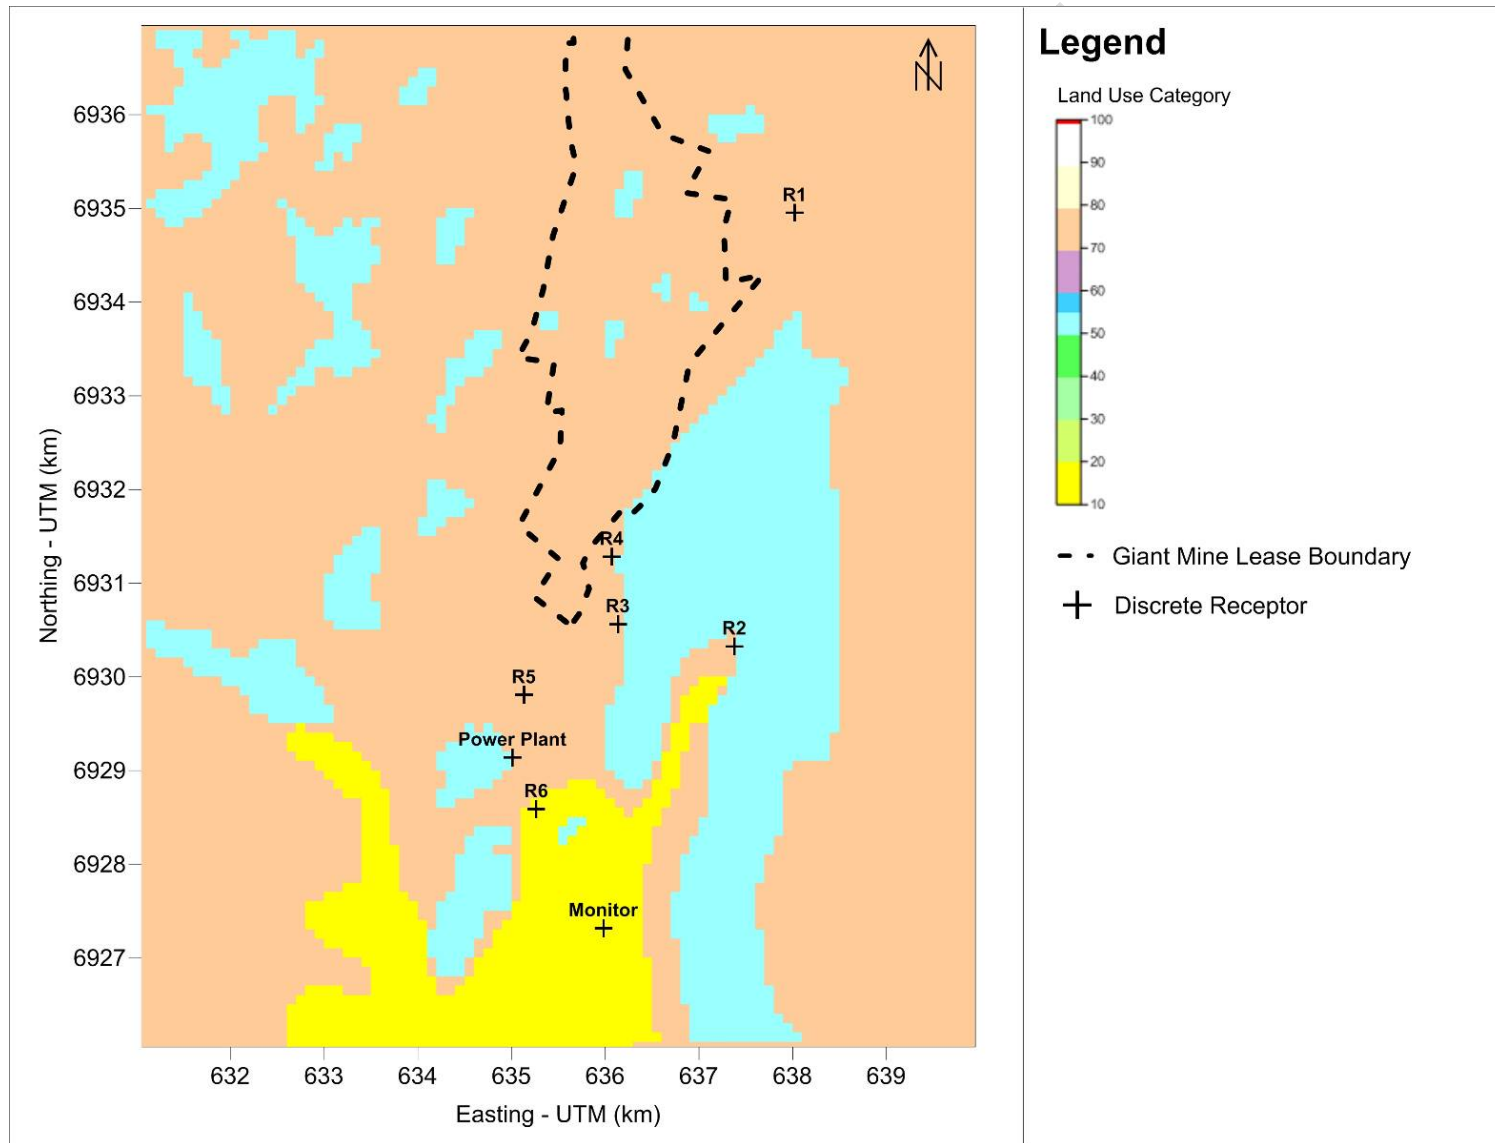 Legend
N
Land Use Category
100
90
80
70
60
50
40
30
20
10
Giant Mine Lease Boundary
Discrete Receptor
6936
6935
6934
6933
6932
6931
6930
6929
6928
6927
Northing - UTM (km)
R1
R4
R3
R2
R5
Power Plant
R6
Monitor
632
633
634
635
636
637
638
639
Easting - UTM (km)